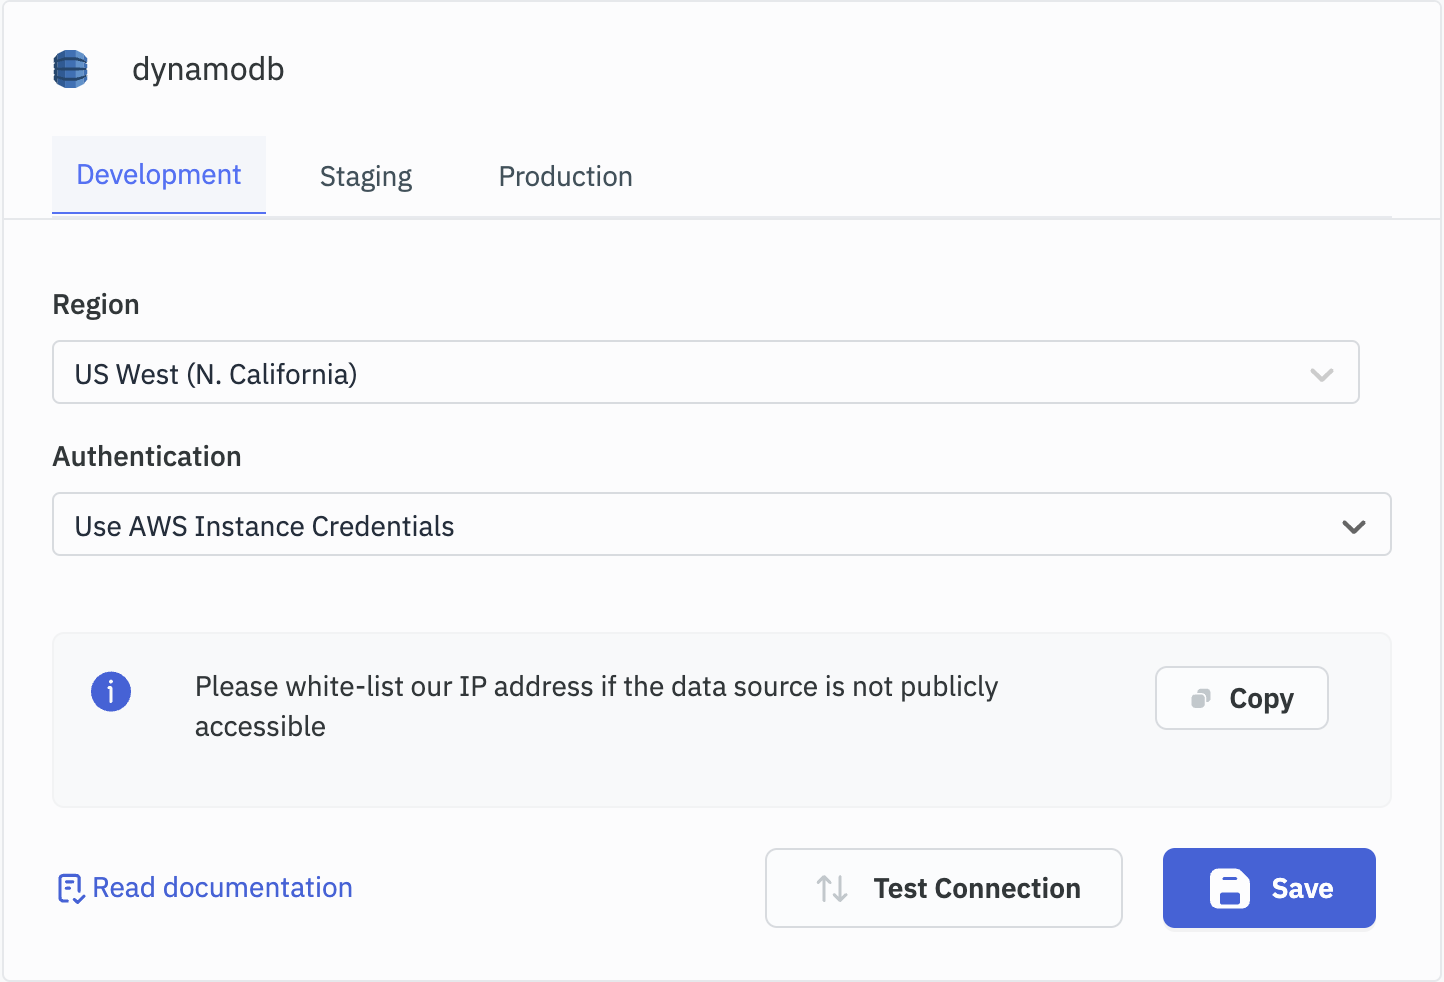 dynamodb
Development Staging Production
Region
US West (N. California)
Authentication
Use AWS Instance Credentials
Please white-list our IP address if the data source is not publicly
accessible
Copy
Read documentation
Test Connection
Save